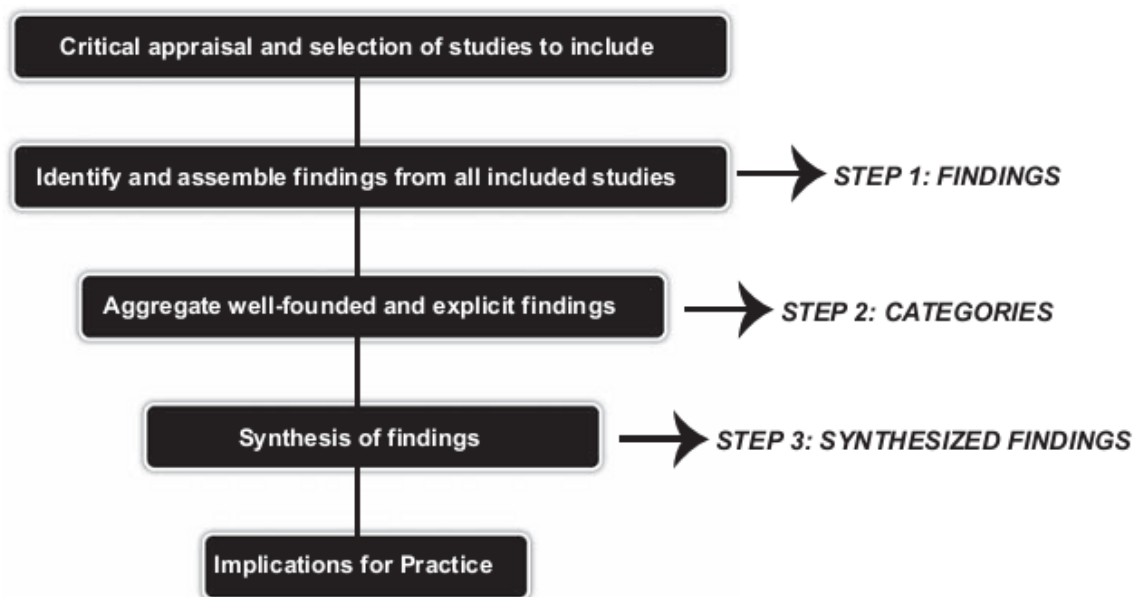 Critical appraisal and selection of studies to include
Identify and assemble findings from all included studies
STEP 1: FINDINGS
Aggregate well-founded and explicit findings
STEP 2: CATEGORIES
Synthesis of findings
STEP 3: SYNTHESIZED FINDINGS
Implications for Practice